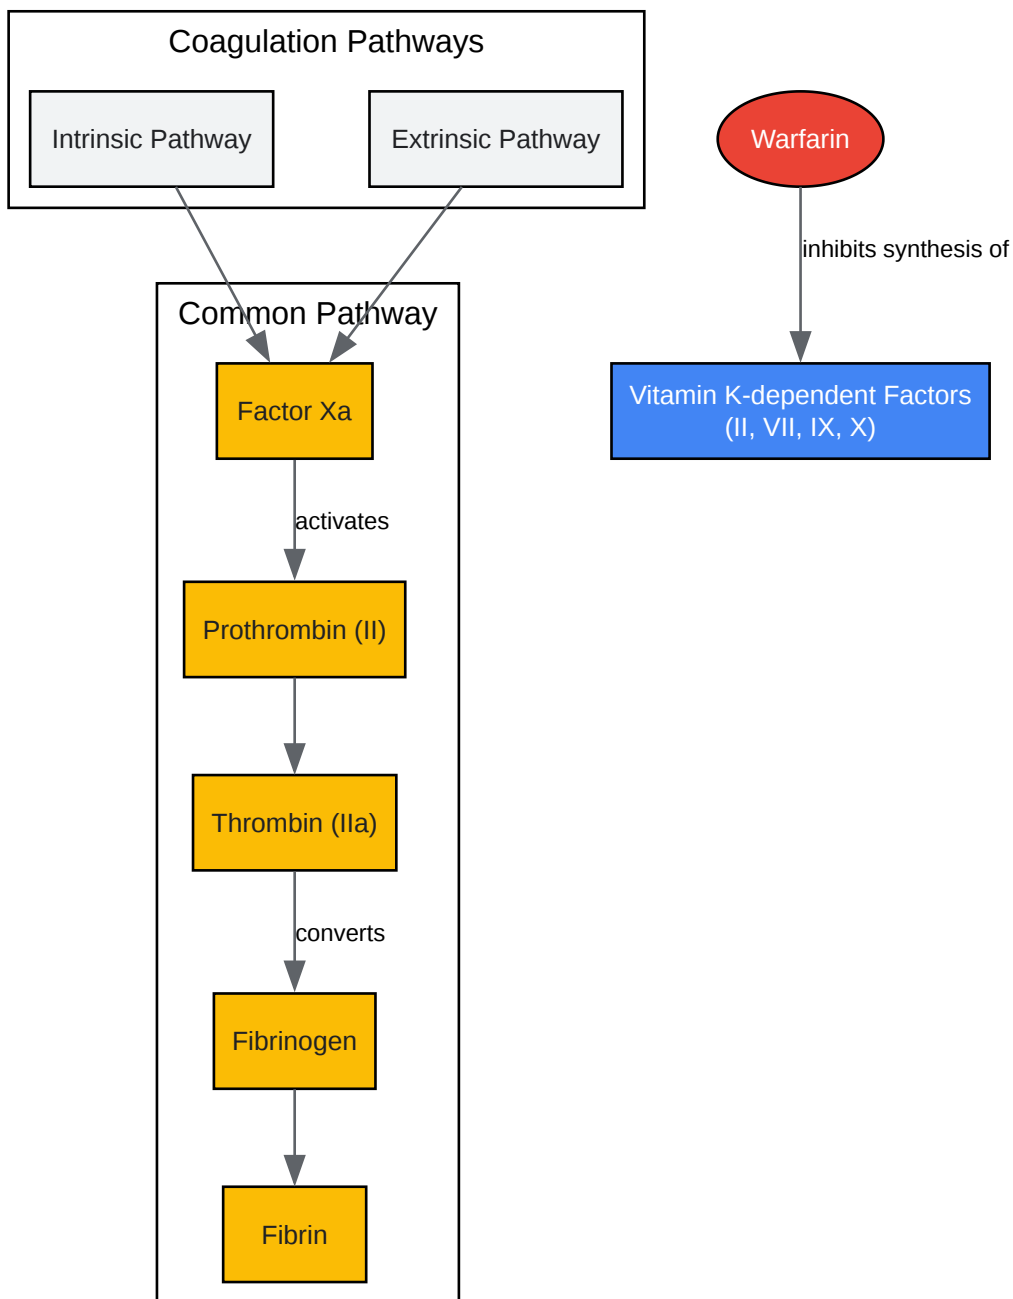 Coagulation Pathways
Intrinsic Pathway
Extrinsic Pathway
Warfarin
inhibits synthesis of
Common Pathway
Factor Xa
Vitamin K-dependent Factors
(II, VII, IX, X)
activates
Prothrombin (II)
Thrombin (IIa)
converts
Fibrinogen
Fibrin